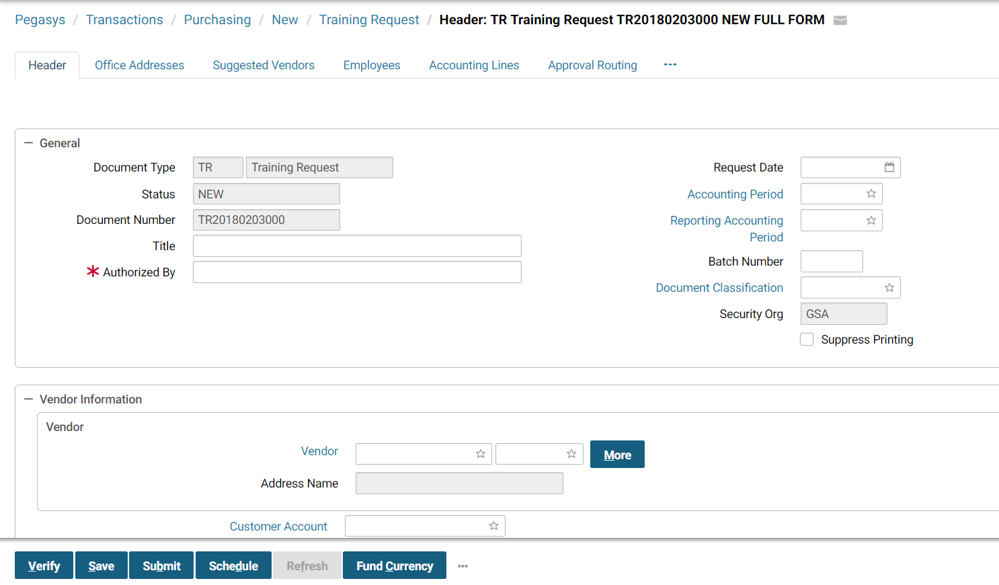 Pegasys / Transactions / Purchasing / New / Training Request / Header: TR Training Request TR20180203000 NEW FULL FORM
Header Office Addresses Suggested Vendors Employees Accounting Lines Approval Routing ---
General
Document Type TR Training Request
Status NEW
Document Number TR20180203000
Title
* Authorized By
Request Date
Accounting Period
Reporting Accounting
Period
Batch Number
Document Classification
Security Org GSA
Suppress Printing
Vendor Information
Vendor
Vendor More
Address Name
Customer Account
Verify Save Submit Schedule Refresh Fund Currency ---